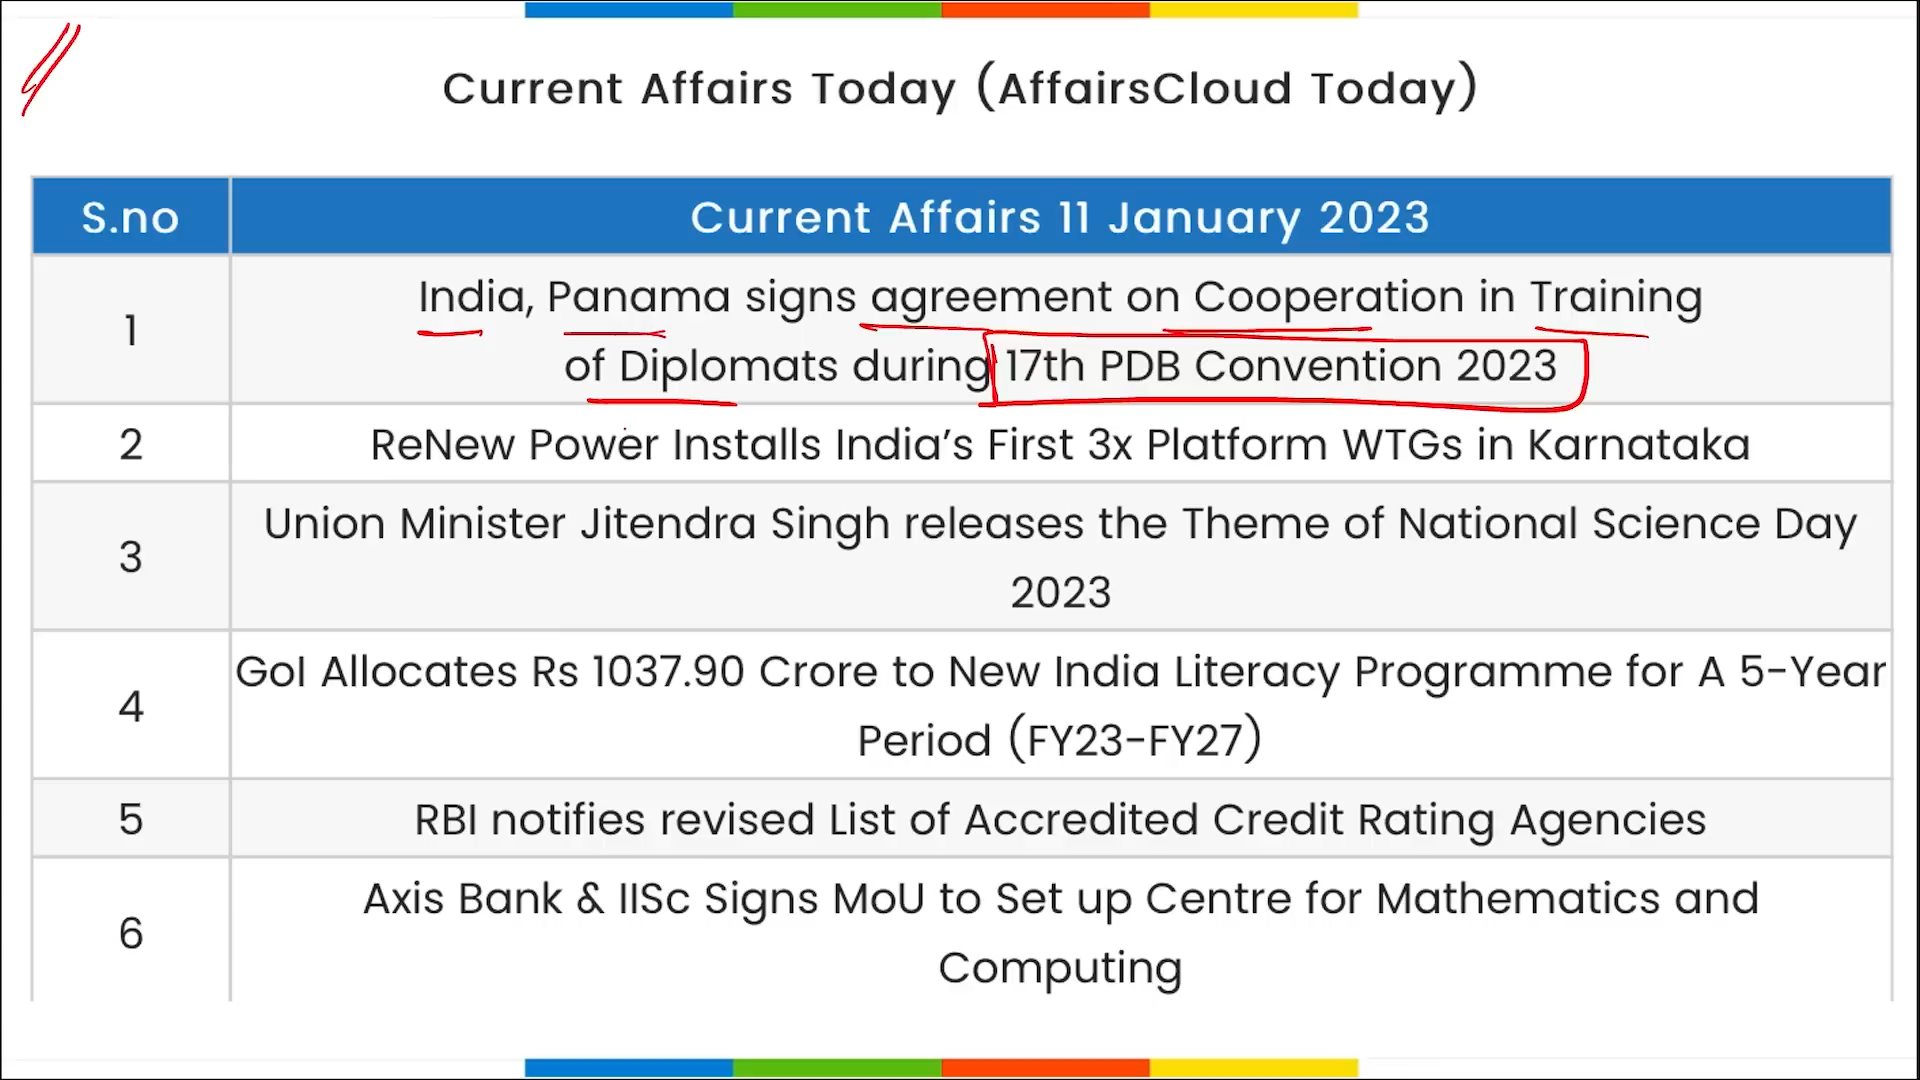 Current Affairs Today (AffairsCloud Today)
S.no Current Affairs 11 January 2023
1 India, Panama signs agreement on Cooperation in Training
of Diplomats during 17th PDB Convention 2023
2 ReNew Power Installs India’s First 3x Platform WTGs in Karnataka
3 Union Minister Jitendra Singh releases the Theme of National Science Day
2023
4 GoI Allocates Rs 1037.90 Crore to New India Literacy Programme for A 5-Year
Period (FY23-FY27)
5 RBI notifies revised List of Accredited Credit Rating Agencies
6 Axis Bank & IISc Signs MoU to Set up Centre for Mathematics and
Computing